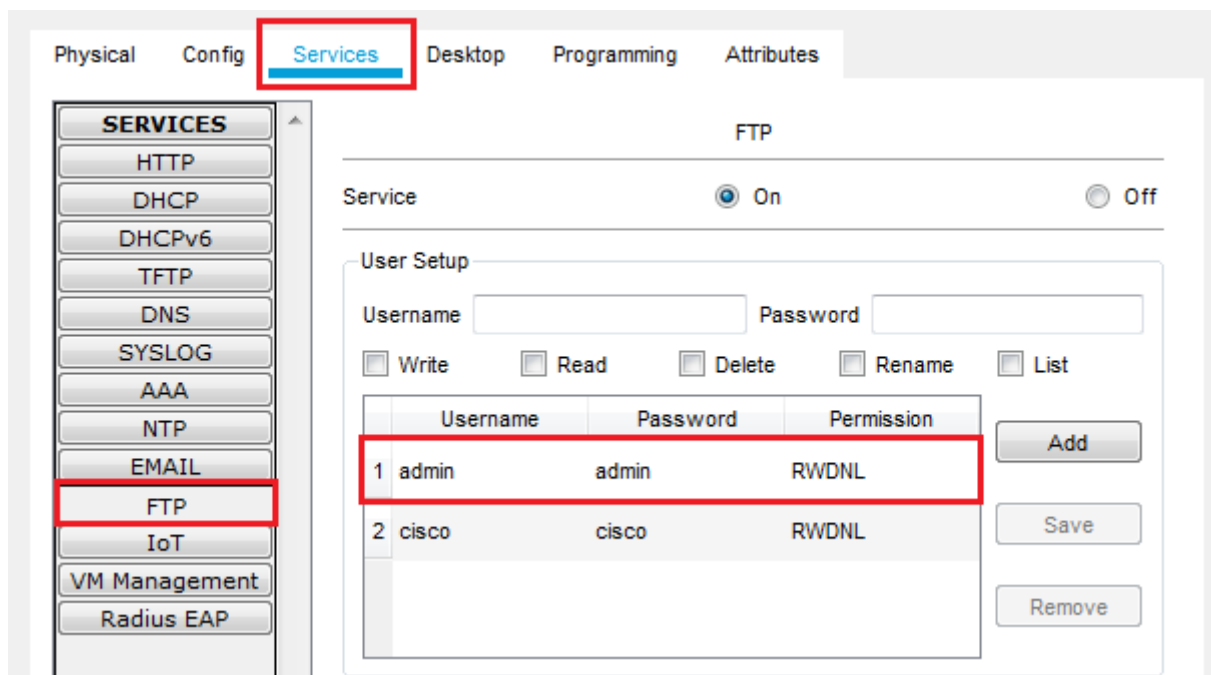 Physical Config Services Desktop Programming Attributes
SERVICES
HTTP
DHCP
DHCPv6
TFTP
DNS
SYSLOG
AAA
NTP
EMAIL
FTP
IoT
VM Management
Radius EAP
FTP
Service On Off
User Setup
Username Password
Write Read Delete Rename List
Username Password Permission
1 admin admin RWDNL
2 cisco cisco RWDNL
Add
Save
Remove